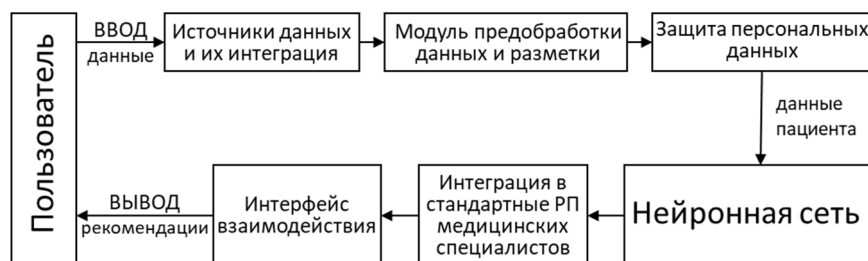 Пользователь
ВВОД
данные
Источники данных
и их интеграция
Модуль предобработки
данных и разметки
Защита персональных
данных
данные
пациента
Нейронная сеть
Интеграция в
стандартные РП
медицинских
специалистов
Интерфейс
взаимодействия
ВЫВОД
рекомендации